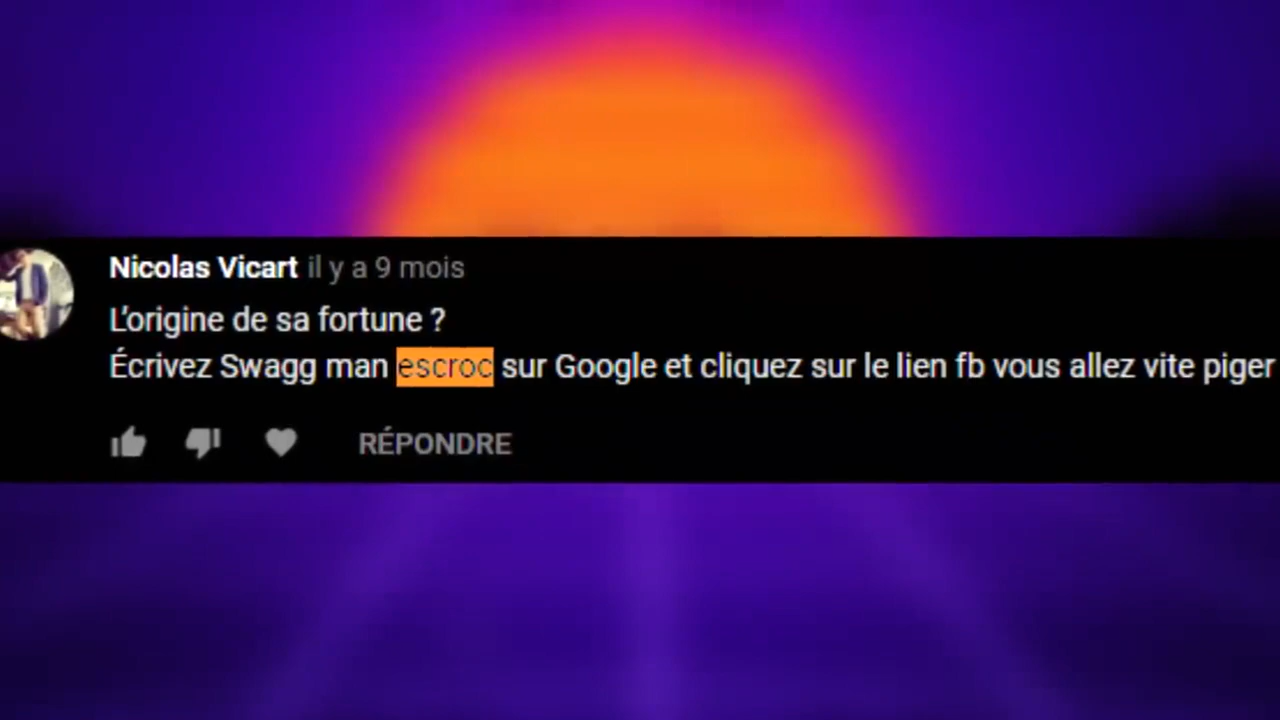 Nicolas Vicart il y a 9 mois
L'origine de sa fortune ?
Écrivez Swagg man escroc sur Google et cliquez sur le lien fb vous allez vite piger
RÉPONDRE